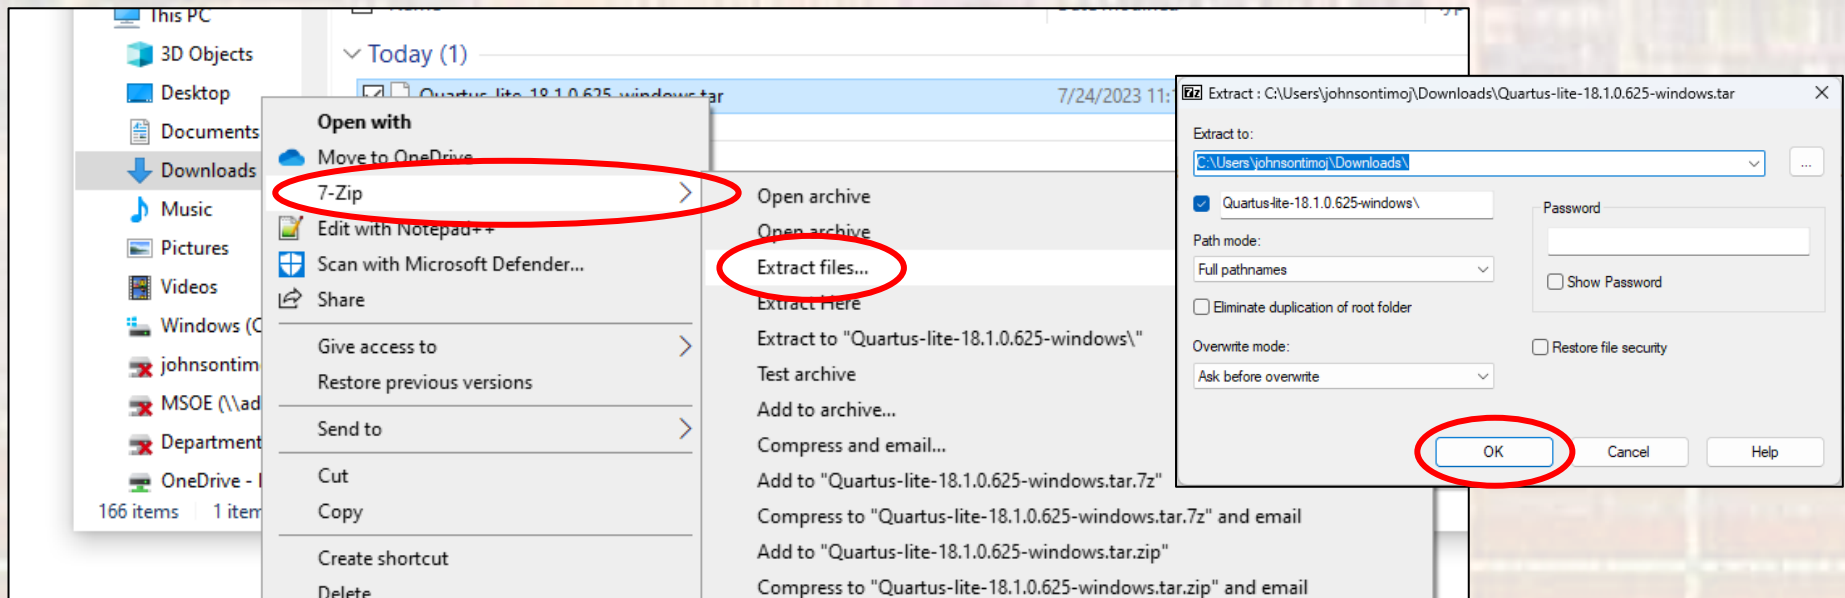 This PC
3D Objects
Desktop
Documents
Downloads
Music
Pictures
Videos
Windows (C
johnsontim
MSOE (\\ad
Department
OneDrive -
166 items
1 item
Name
Date modified
Today (1)
Quartus-lite-18.1.0.625-windows.tar
7/24/2023 11:
Open with
Move to OneDrive
7-Zip
Edit with Notepad++
Scan with Microsoft Defender...
Share
Give access to
Restore previous versions
Send to
Cut
Copy
Create shortcut
Delete
Open archive
Open archive
Extract files...
Extract Here
Extract to "Quartus-lite-18.1.0.625-windows\"
Test archive
Add to archive...
Compress and email...
Add to "Quartus-lite-18.1.0.625-windows.tar.7z"
Compress to "Quartus-lite-18.1.0.625-windows.tar.7z" and email
Add to "Quartus-lite-18.1.0.625-windows.tar.zip"
Compress to "Quartus-lite-18.1.0.625-windows.tar.zip" and email
7z Extract : C:\Users\johnsontimoj\Downloads\Quartus-lite-18.1.0.625-windows.tar
Extract to:
C:\Users\johnsontimoj\Downloads\
...
Quartus-lite-18.1.0.625-windows\
Path mode:
Full pathnames
Eliminate duplication of root folder
Overwrite mode:
Ask before overwrite
Password
Show Password
Restore file security
OK
Cancel
Help